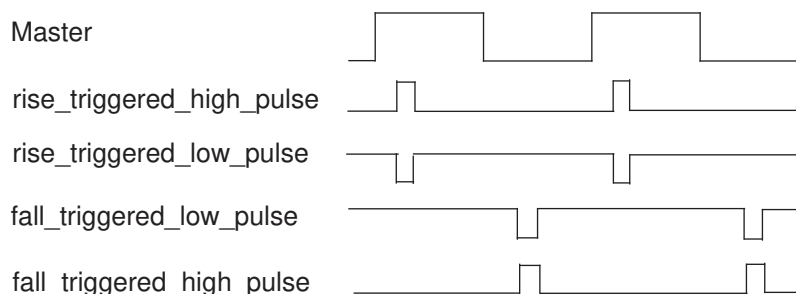 Master
rise_triggered_high_pulse
rise_triggered_low_pulse
fall_triggered_low_pulse
fall_triggered_high_pulse